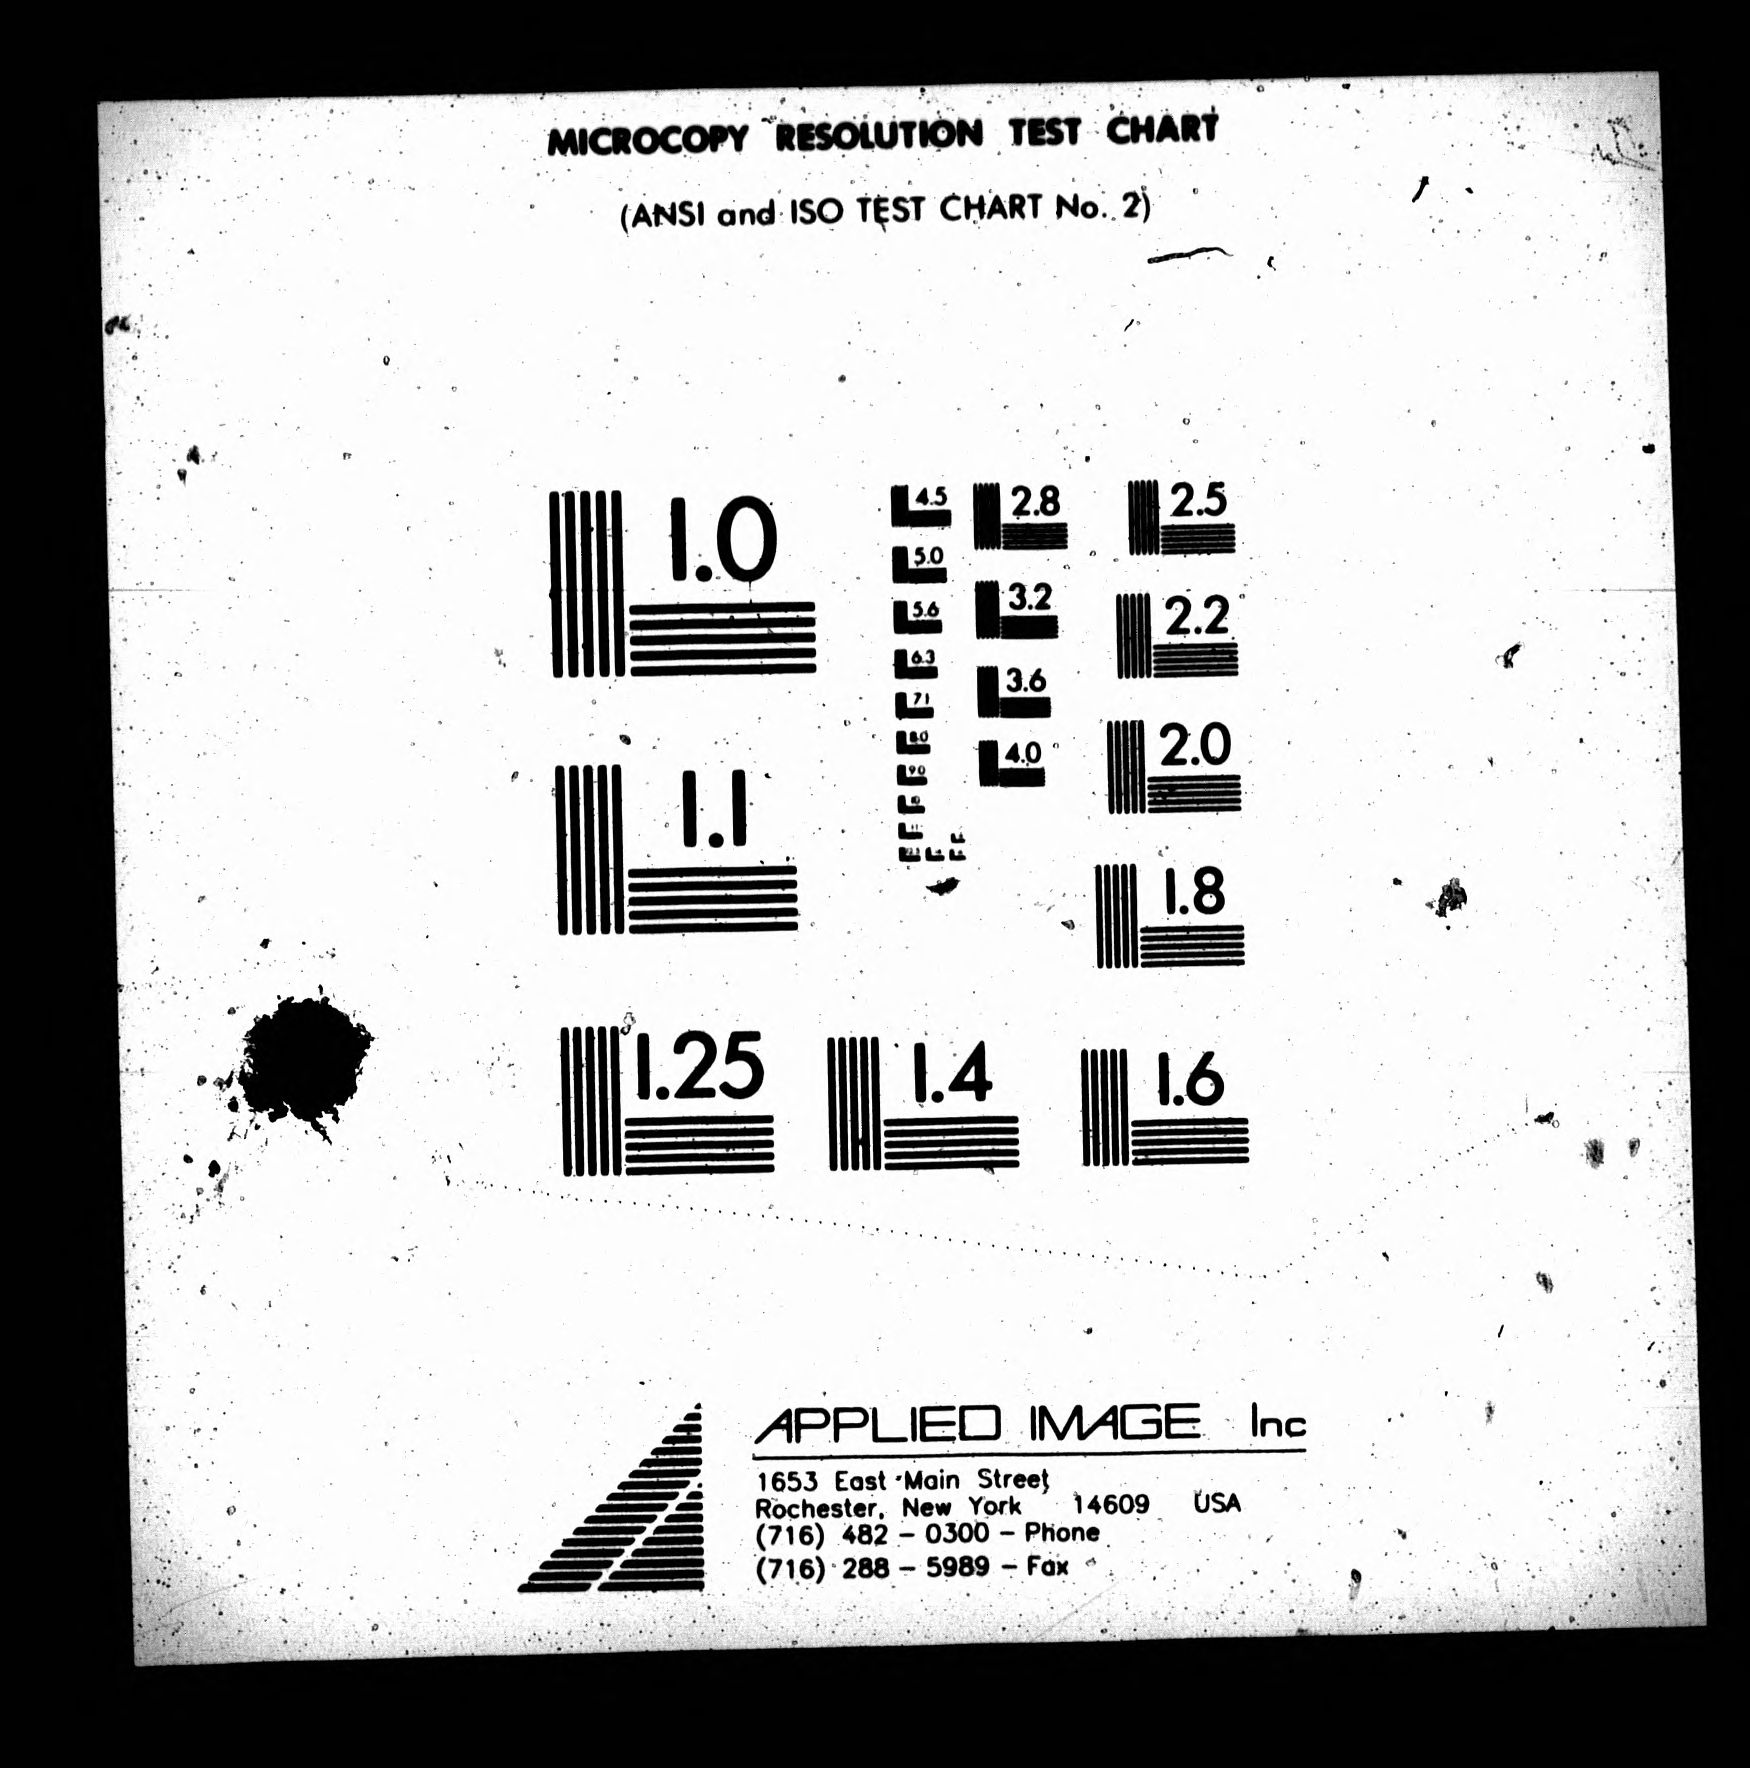 MICROCOPY RESOLUTION TEST CHART
(ANSI and ISO TEST CHART No. 2)
1.0
1.1
1.25
1.4
1.6
1.8
2.0
2.2
2.5
2.8
3.2
3.6
4.0
4.5
5.0
5.6
6.3
7.1
8.0
9.0
APPLIED IMAGE Inc
1653 East Main Street
Rochester, New York 14609 USA
(716) 482 – 0300 – Phone
(716) 288 – 5989 – Fax